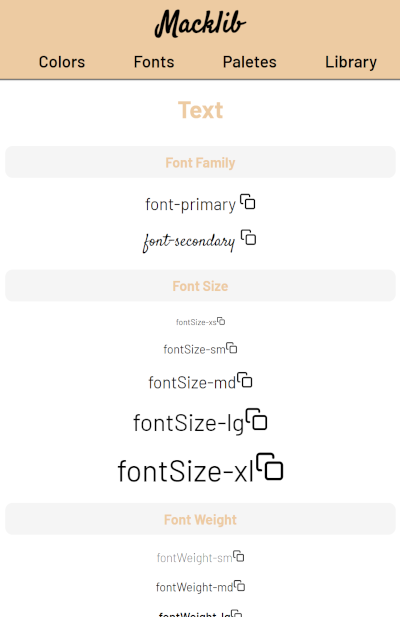 Macklib
Colors Fonts Paletes Library
Text
Font Family
font-primary
font-secondary
Font Size
fontSize-xs
fontSize-sm
fontSize-md
fontSize-lg
fontSize-xl
Font Weight
fontWeight-sm
fontWeight-md
fontWeight-lg